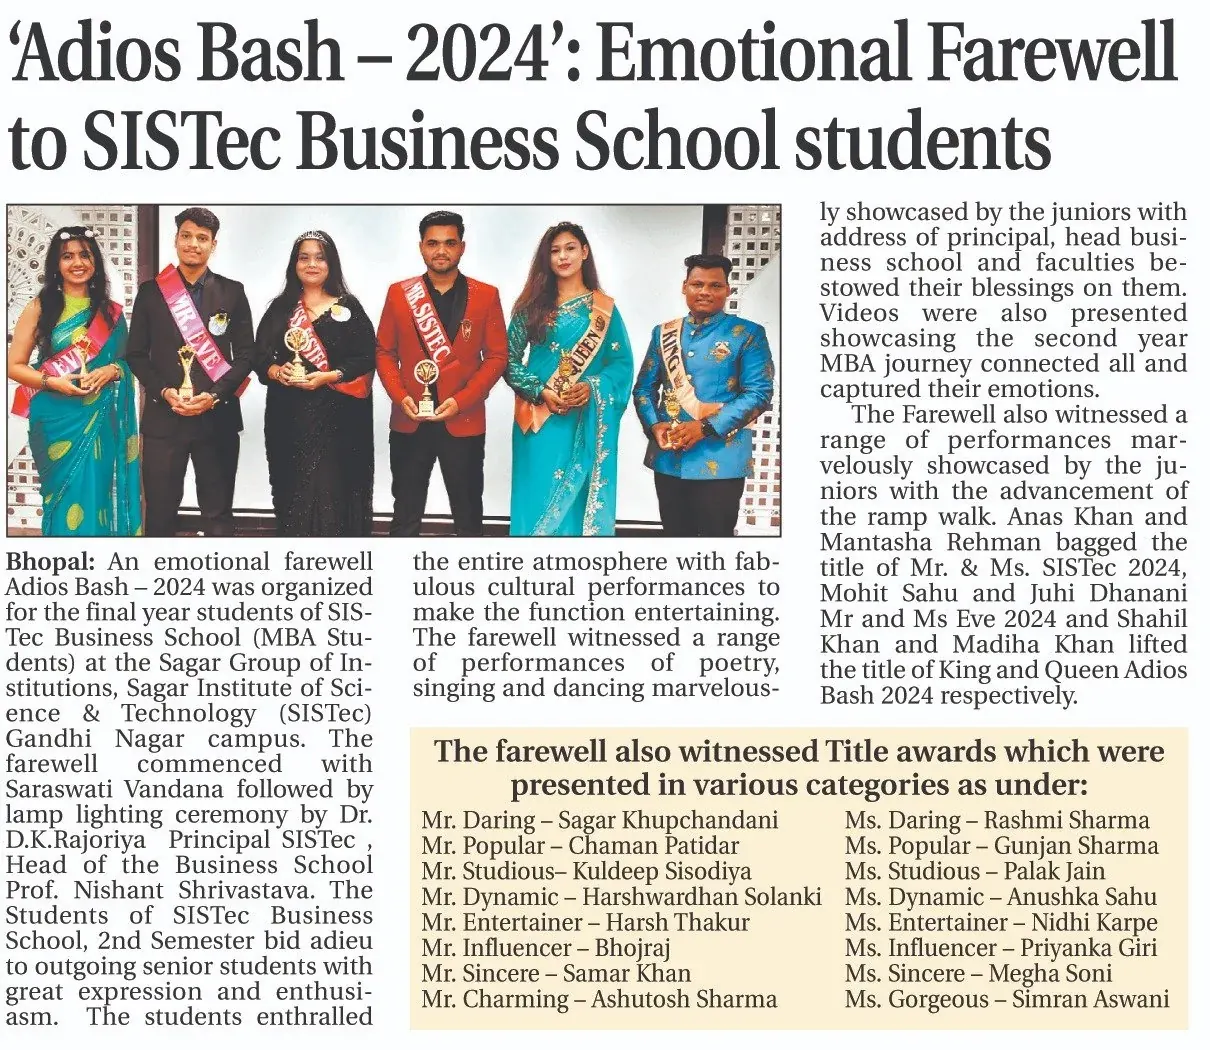 ‘Adios Bash – 2024’: Emotional Farewell
to SISTec Business School students
EVE
MR. EVE
MISS SISTEC
MR. SISTEC
QUEEN
KING
Bhopal: An emotional farewell
Adios Bash – 2024 was organized
for the final year students of SIS-
Tec Business School (MBA Stu-
dents) at the Sagar Group of In-
stitutions, Sagar Institute of Sci-
ence & Technology (SISTec)
Gandhi Nagar campus. The
farewell commenced with
Saraswati Vandana followed by
lamp lighting ceremony by Dr.
D.K.Rajoriya Principal SISTec ,
Head of the Business School
Prof. Nishant Shrivastava. The
Students of SISTec Business
School, 2nd Semester bid adieu
to outgoing senior students with
great expression and enthusi-
asm. The students enthralled
the entire atmosphere with fab-
ulous cultural performances to
make the function entertaining.
The farewell witnessed a range
of performances of poetry,
singing and dancing marvelous-
ly showcased by the juniors with
address of principal, head busi-
ness school and faculties be-
stowed their blessings on them.
Videos were also presented
showcasing the second year
MBA journey connected all and
captured their emotions.
The Farewell also witnessed a
range of performances mar-
velously showcased by the ju-
niors with the advancement of
the ramp walk. Anas Khan and
Mantasha Rehman bagged the
title of Mr. & Ms. SISTec 2024,
Mohit Sahu and Juhi Dhanani
Mr and Ms Eve 2024 and Shahil
Khan and Madiha Khan lifted
the title of King and Queen Adios
Bash 2024 respectively.
The farewell also witnessed Title awards which were
presented in various categories as under:
Mr. Daring – Sagar Khupchandani
Mr. Popular – Chaman Patidar
Mr. Studious– Kuldeep Sisodiya
Mr. Dynamic – Harshwardhan Solanki
Mr. Entertainer – Harsh Thakur
Mr. Influencer – Bhojraj
Mr. Sincere – Samar Khan
Mr. Charming – Ashutosh Sharma
Ms. Daring – Rashmi Sharma
Ms. Popular – Gunjan Sharma
Ms. Studious – Palak Jain
Ms. Dynamic – Anushka Sahu
Ms. Entertainer – Nidhi Karpe
Ms. Influencer – Priyanka Giri
Ms. Sincere – Megha Soni
Ms. Gorgeous – Simran Aswani